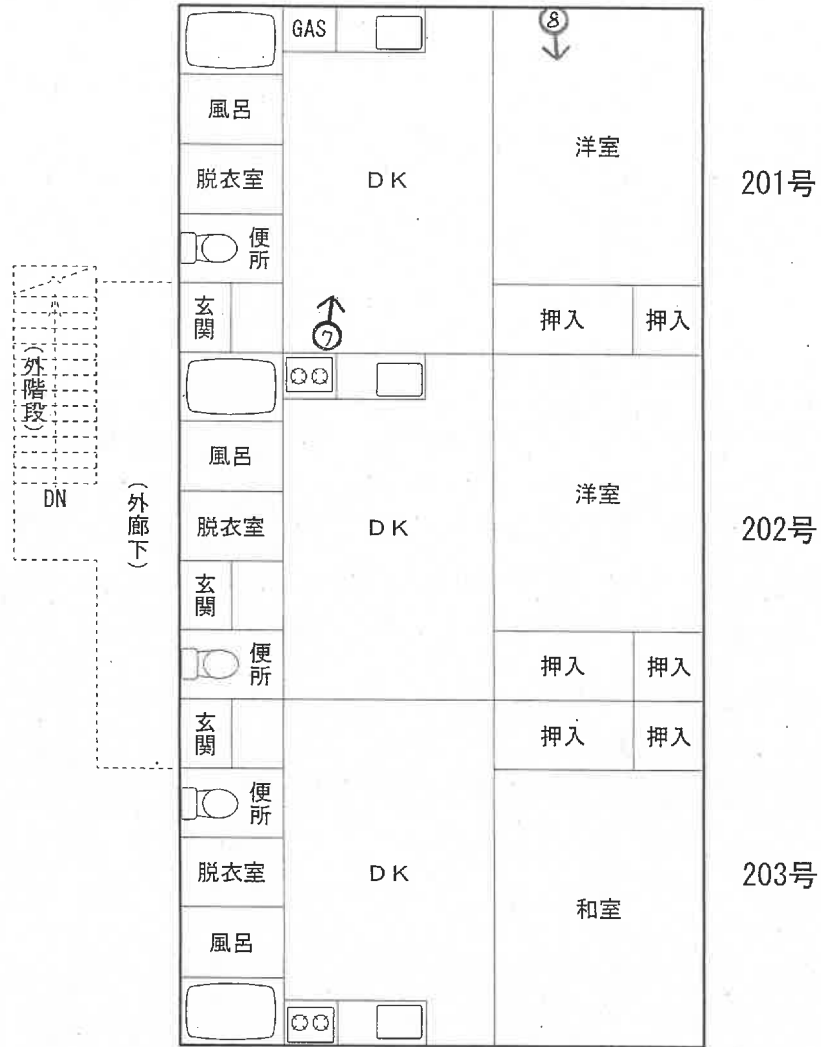 GAS
⑧
風呂
洋室
脱衣室
DK
201号
便所
玄関
押入
押入
⑦
(外階段)
DN
(外廊下)
風呂
洋室
脱衣室
DK
202号
玄関
便所
押入
押入
玄関
押入
押入
便所
脱衣室
DK
203号
和室
風呂